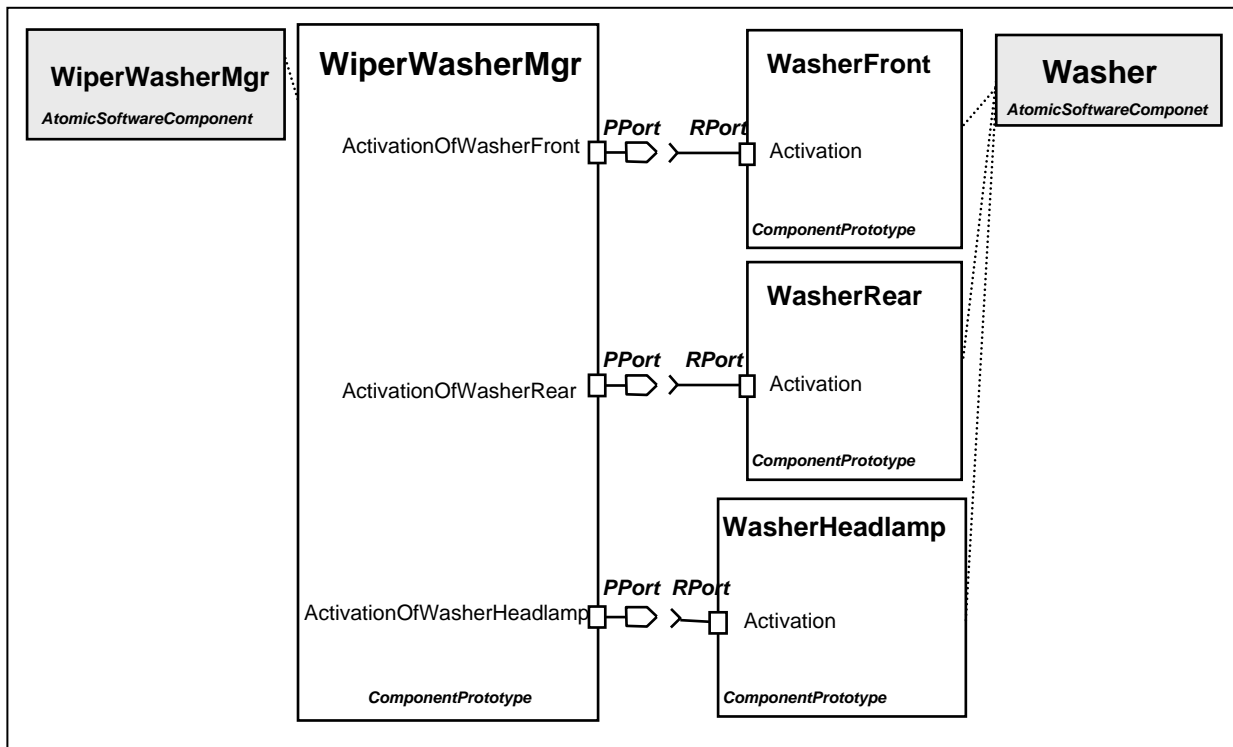 WiperWasherMgr
AtomicSoftwareComponent
WiperWasherMgr
ActivationOfWasherFront
ActivationOfWasherRear
ActivationOfWasherHeadlamp
ComponentPrototype
PPort
RPort
PPort
RPort
PPort
RPort
WasherFront
Activation
ComponentPrototype
WasherRear
Activation
ComponentPrototype
WasherHeadlamp
Activation
ComponentPrototype
Washer
AtomicSoftwareComponet